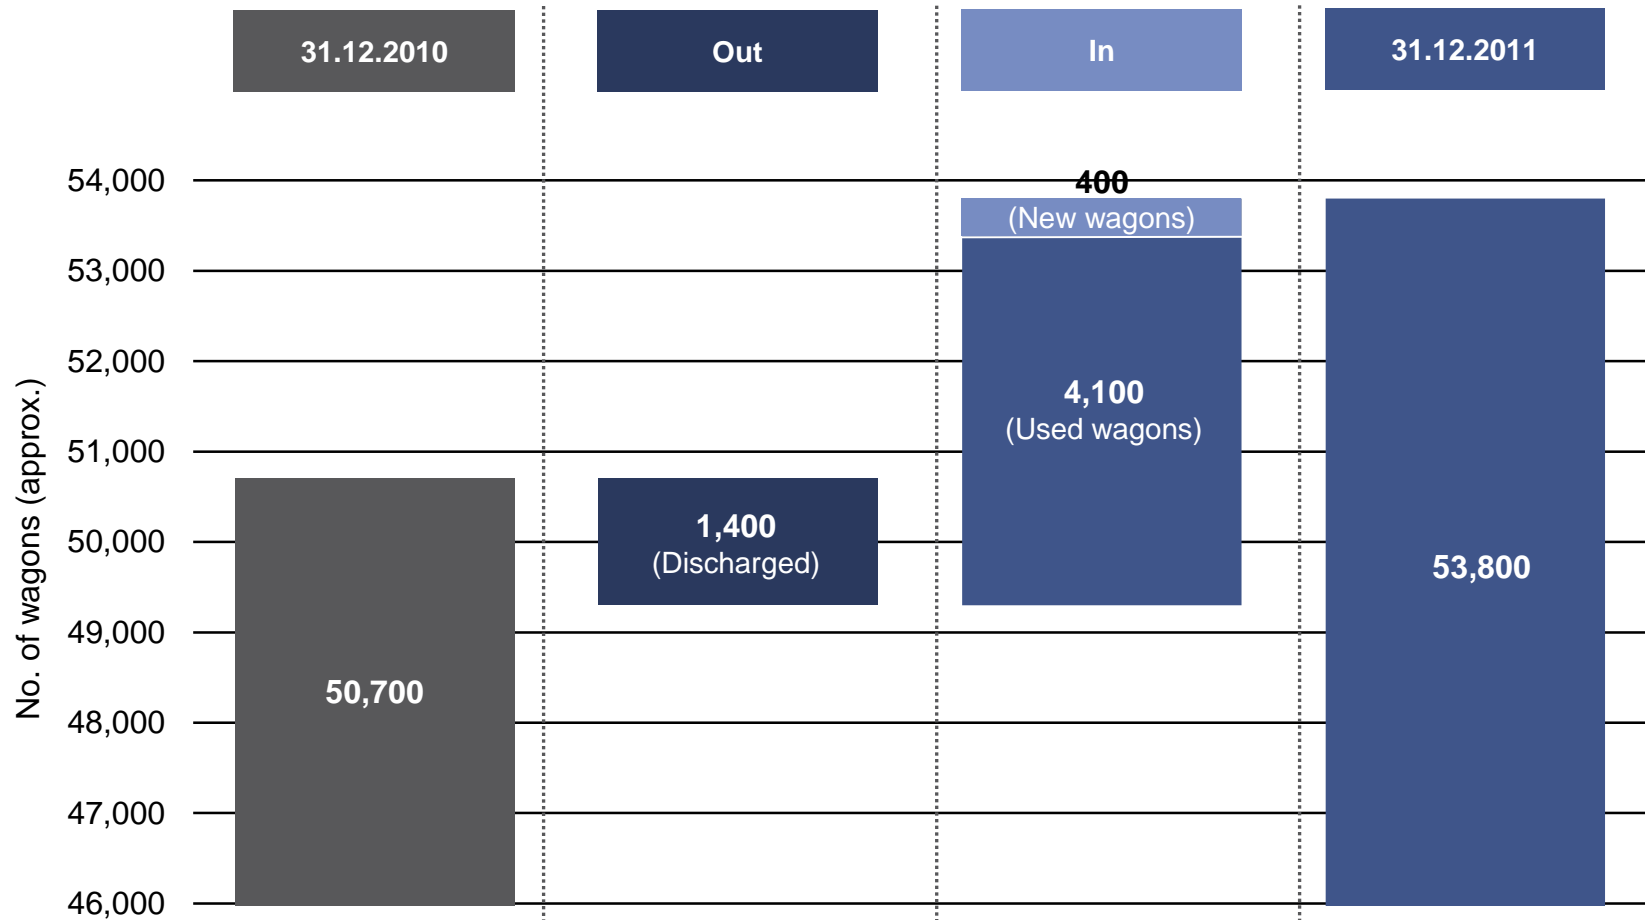 31.12.2010
Out
In
31.12.2011
No. of wagons (approx.)
54,000
53,000
52,000
51,000
50,000
49,000
48,000
47,000
46,000
50,700
1,400
(Discharged)
400
(New wagons)
4,100
(Used wagons)
53,800